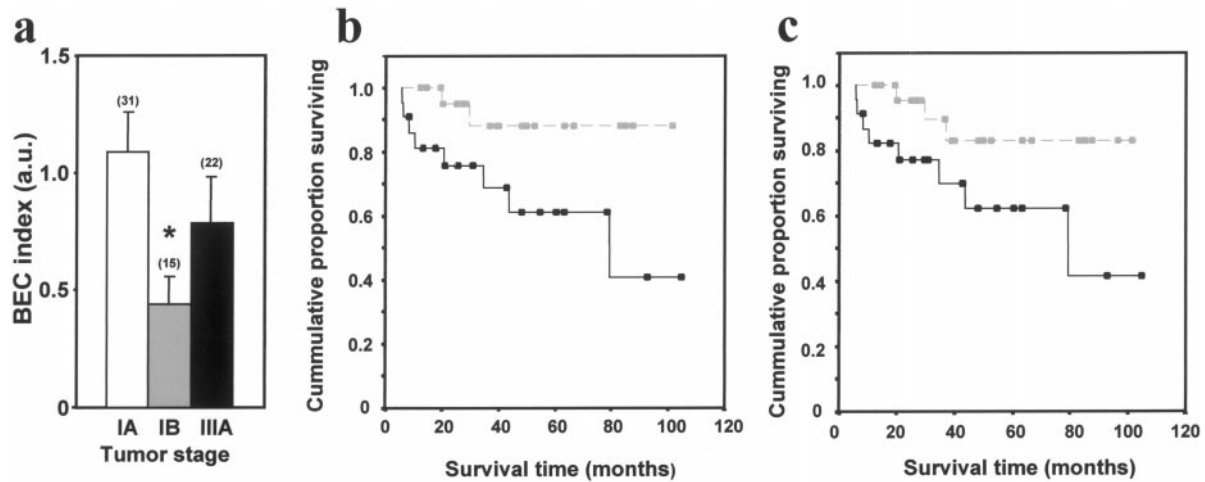 a
BEC index (a.u.)
1.5
1.0
0.5
0
(31)
*
(15)
(22)
IA IB IIIA
Tumor stage
b
Cummulative proportion surviving
1.0
0.8
0.6
0.4
0.2
0 20 40 60 80 100 120
Survival time (months)
c
Cummulative proportion surviving
1.0
0.8
0.6
0.4
0.2
0 20 40 60 80 100 120
Survival time (months)